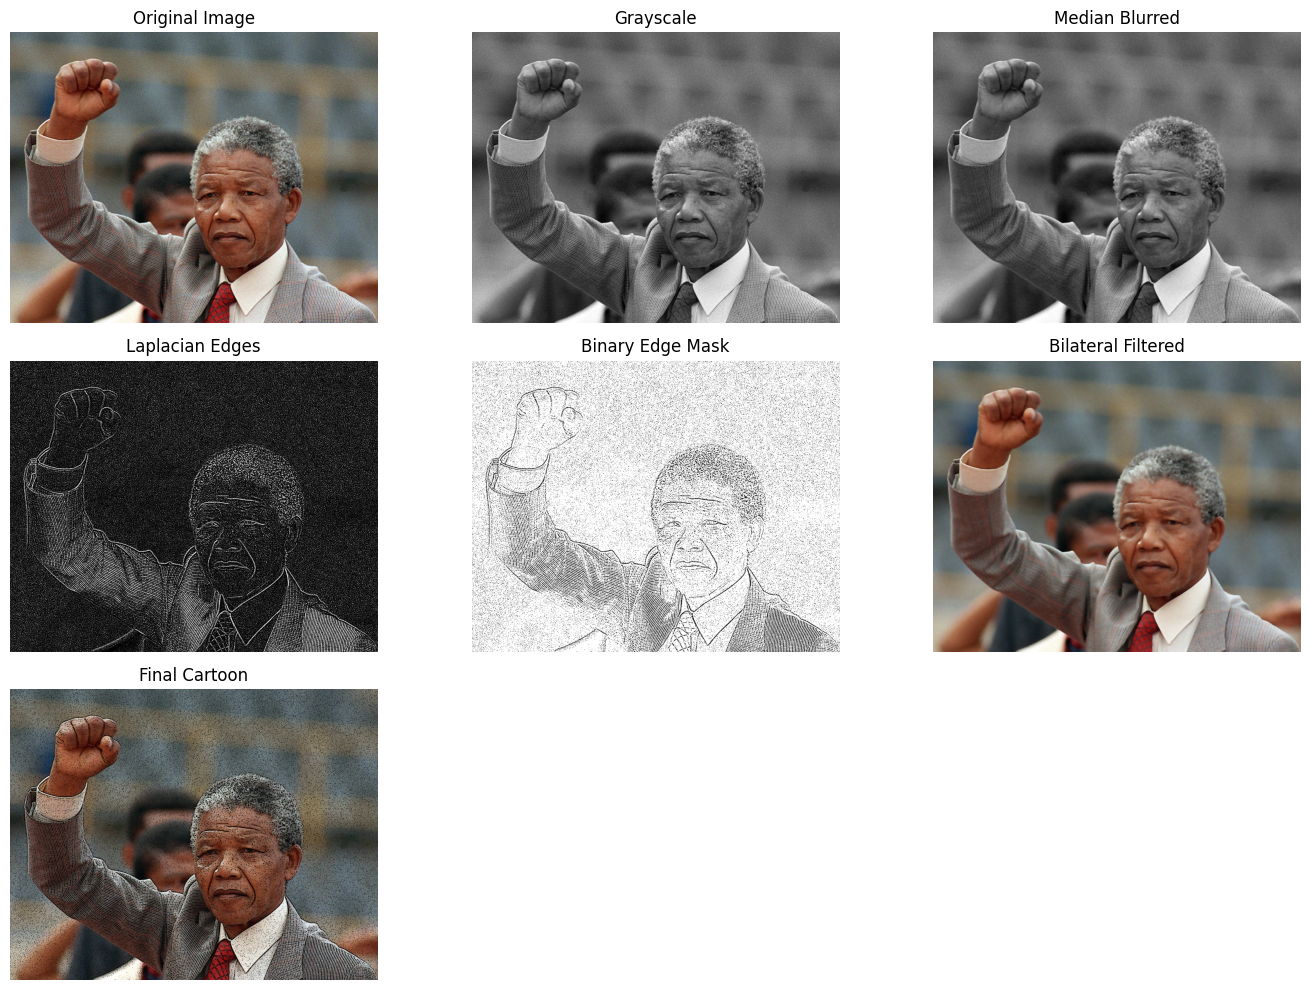 Original Image
Grayscale
Median Blurred
Laplacian Edges
Binary Edge Mask
Bilateral Filtered
Final Cartoon